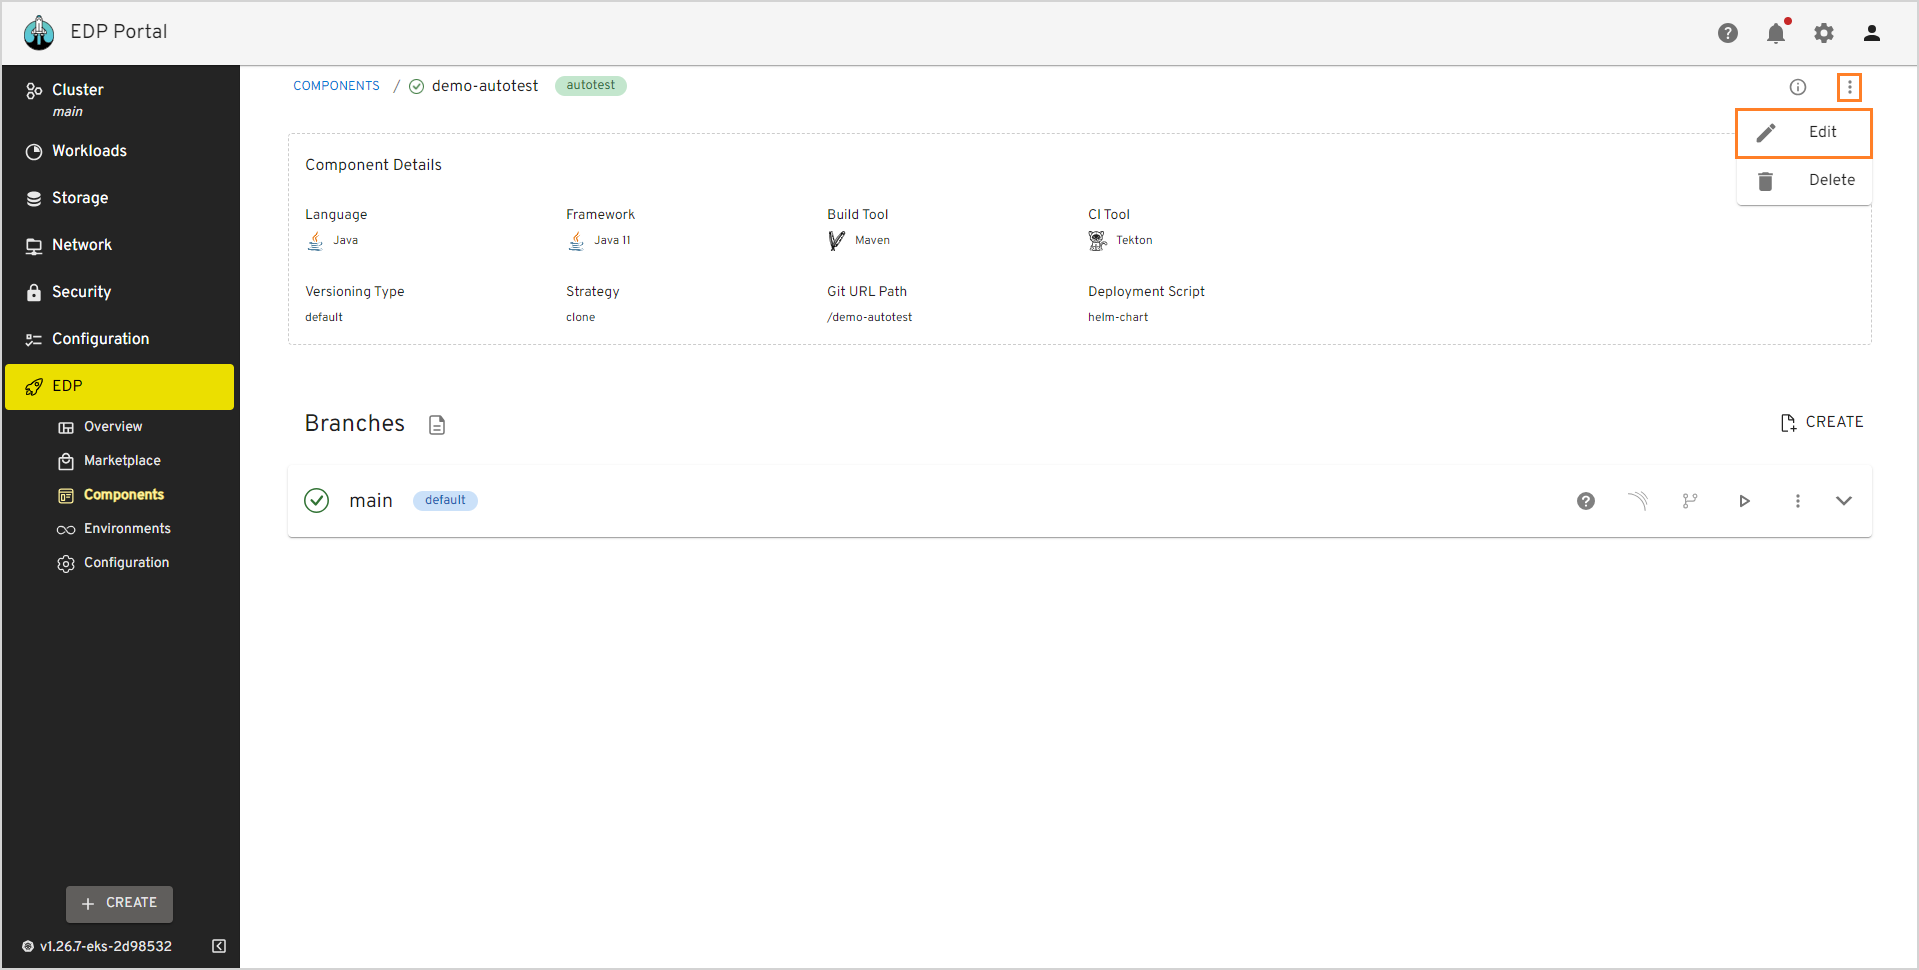 EDP Portal
Cluster
main
Workloads
Storage
Network
Security
Configuration
EDP
Overview
Marketplace
Components
Environments
Configuration
CREATE
v1.26.7-eks-2d98532
COMPONENTS / demo-autotest autotest
Edit
Delete
Component Details
Language Framework Build Tool CI Tool
Java Java 11 Maven Tekton
Versioning Type Strategy Git URL Path Deployment Script
default clone /demo-autotest helm-chart
Branches CREATE
main default